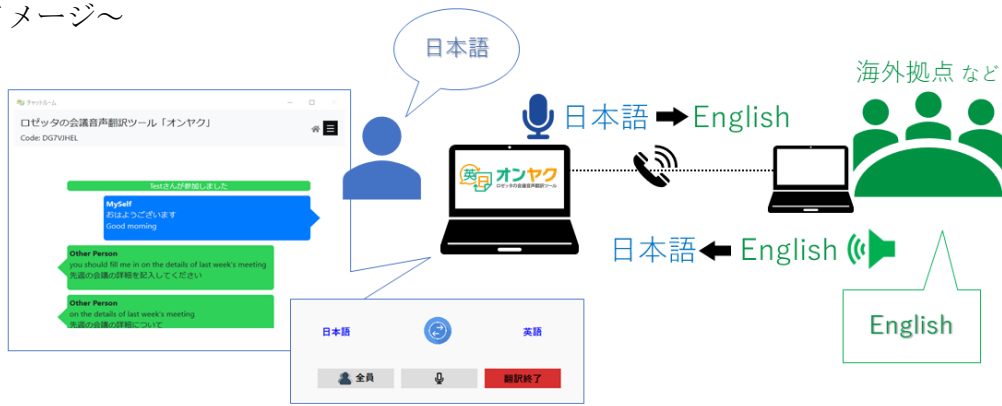 メージ～
日本語
海外拠点 など
チャットルーム
ロゼッタの会議音声翻訳ツール「オンヤク」
Code: DG7VJHEL
日本語 → English
Testさんが参加しました
英日 オンヤク
ロゼッタの会議音声翻訳ツール
MySelf
おはようございます
Good morning
日本語 ← English
Other Person
you should fill me in on the details of last week's meeting
先週の会議の詳細を記入してください
Other Person
on the details of last week's meeting
先週の会議の詳細について
English
日本語
英語
全員
翻訳終了